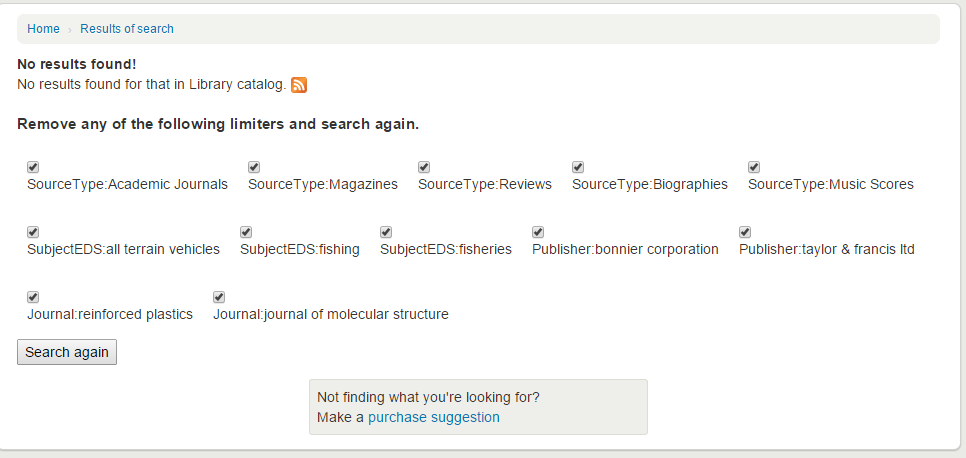 Home › Results of search
No results found!
No results found for that in Library catalog.
Remove any of the following limiters and search again.
SourceType:Academic Journals SourceType:Magazines SourceType:Reviews SourceType:Biographies SourceType:Music Scores
SubjectEDS:all terrain vehicles SubjectEDS:fishing SubjectEDS:fisheries Publisher:bonnier corporation Publisher:taylor & francis ltd
Journal:reinforced plastics Journal:journal of molecular structure
Search again
Not finding what you're looking for?
Make a purchase suggestion